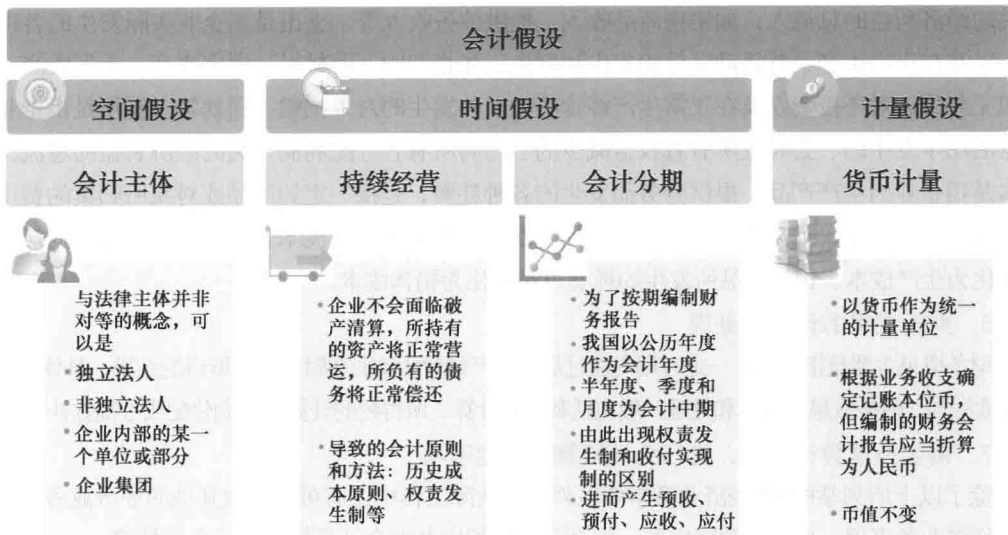 会计假设
空间假设
时间假设
计量假设
会计主体
持续经营
会计分期
货币计量
与法律主体并非
对等的概念，可
以是
·独立法人
·非独立法人
·企业内部的某一
个单位或部分
·企业集团
·企业不会面临破
产清算，所持有
的资产将正常营
运，所负有的债
务将正常偿还
·导致的会计原则
和方法：历史成
本原则、权责发
生制等
·为了按期编制财
务报告
·我国以公历年度
作为会计年度
·半年度、季度和
月度为会计中期
·由此出现权责发
生制和收付实现
制的区别
·进而产生预收、
预付、应收、应付
·以货币作为统一
的计量单位
·根据业务收支确
定记账本位币，
但编制的财务会
计报告应当折算
为人民币
·币值不变